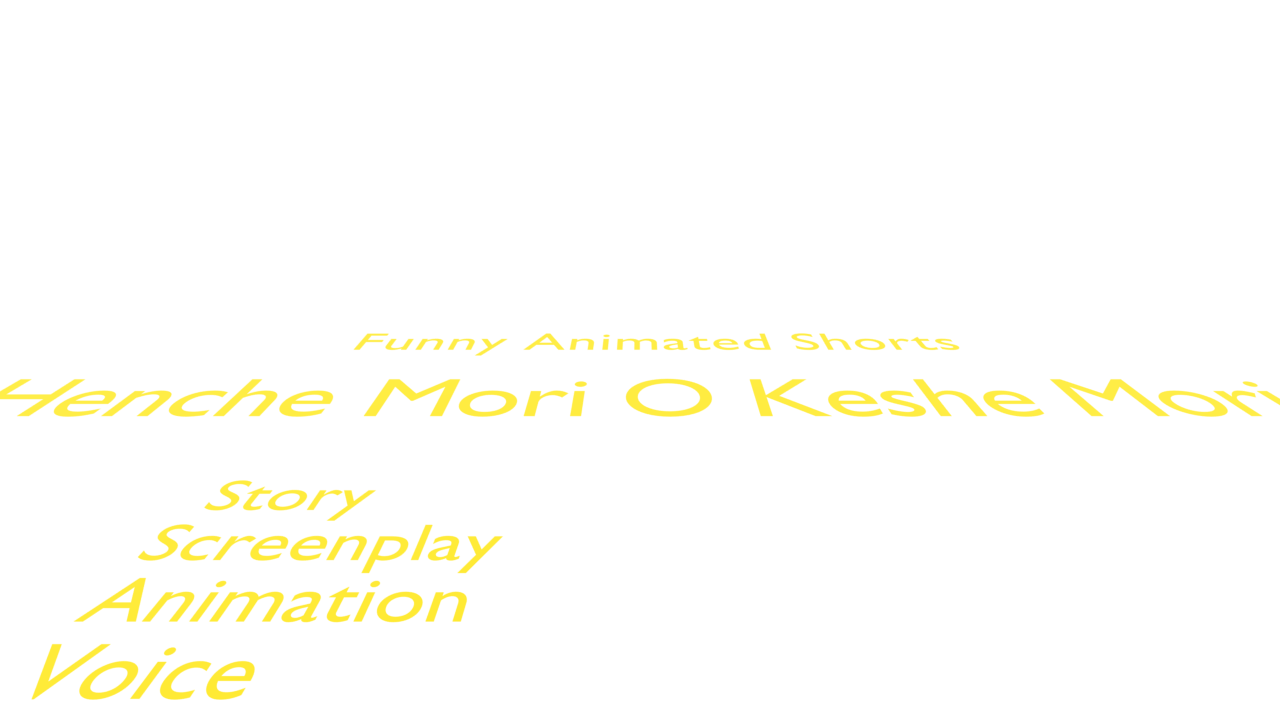 Funny Animated Shorts
Henche Mori O Keshe Mori
Story
Screenplay
Animation
Voice